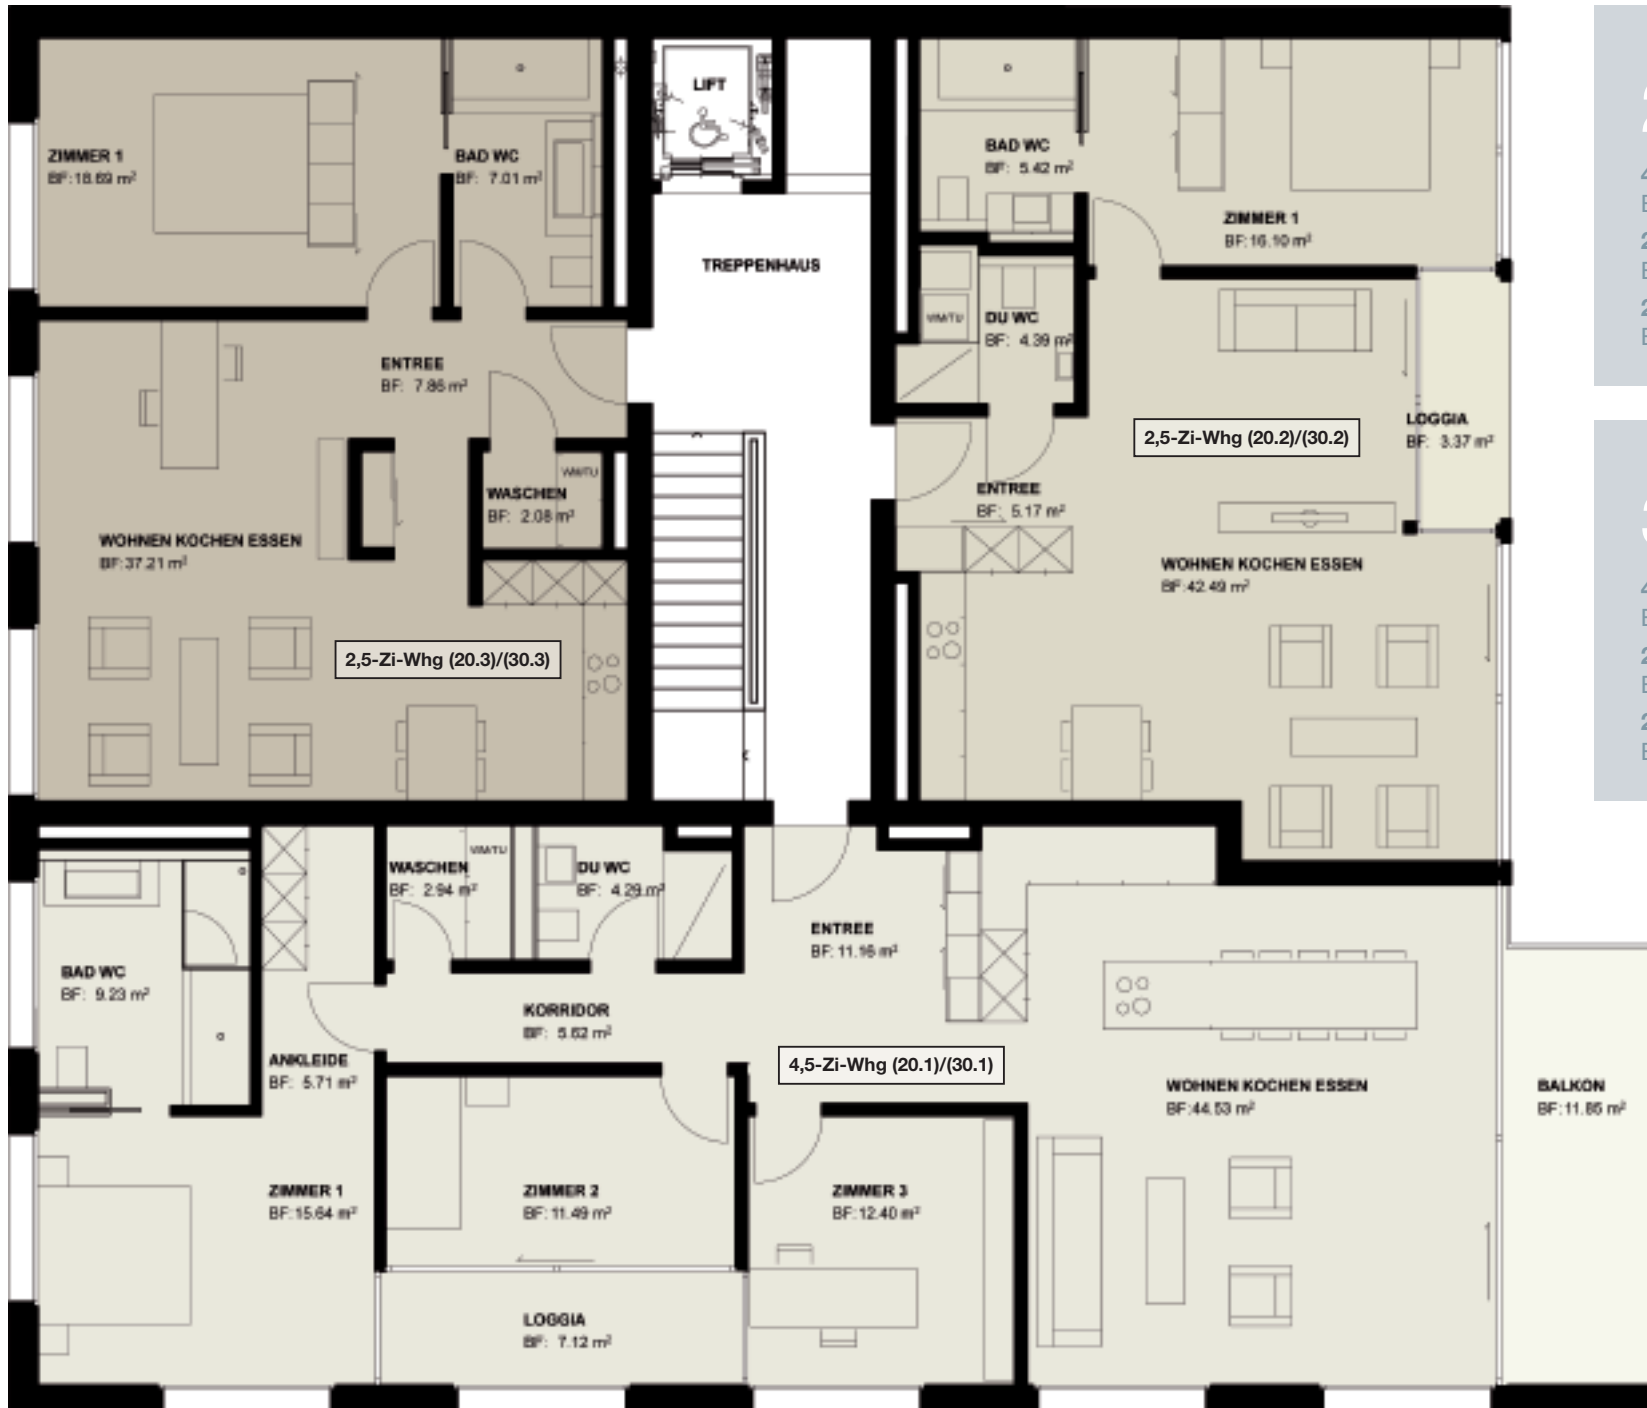 LIFT
ZIMMER 1
BF:18.69 m²
BAD WC
BF: 7.01 m²
BAD WC
BF: 5.42 m²
ZIMMER 1
BF:16.10 m²
TREPPENHAUS
WM/TU
DU WC
BF: 4.39 m²
ENTREE
BF: 7.86 m²
LOGGIA
BF: 3.37 m²
2,5-Zi-Whg (20.2)/(30.2)
WM/TU
WASCHEN
BF: 2.08 m²
ENTREE
BF: 5.17 m²
WOHNEN KOCHEN ESSEN
BF:37.21 m²
WOHNEN KOCHEN ESSEN
BF:42.49 m²
2,5-Zi-Whg (20.3)/(30.3)
WM/TU
WASCHEN
BF: 2.94 m²
DU WC
BF: 4.29 m²
ENTREE
BF: 11.16 m²
BAD WC
BF: 9.23 m²
KORRIDOR
BF: 5.62 m²
ANKLEIDE
BF: 5.71 m²
4,5-Zi-Whg (20.1)/(30.1)
WOHNEN KOCHEN ESSEN
BF:44.53 m²
BALKON
BF:11.85 m²
ZIMMER 1
BF:15.64 m²
ZIMMER 2
BF:11.49 m²
ZIMMER 3
BF:12.40 m²
LOGGIA
BF: 7.12 m²